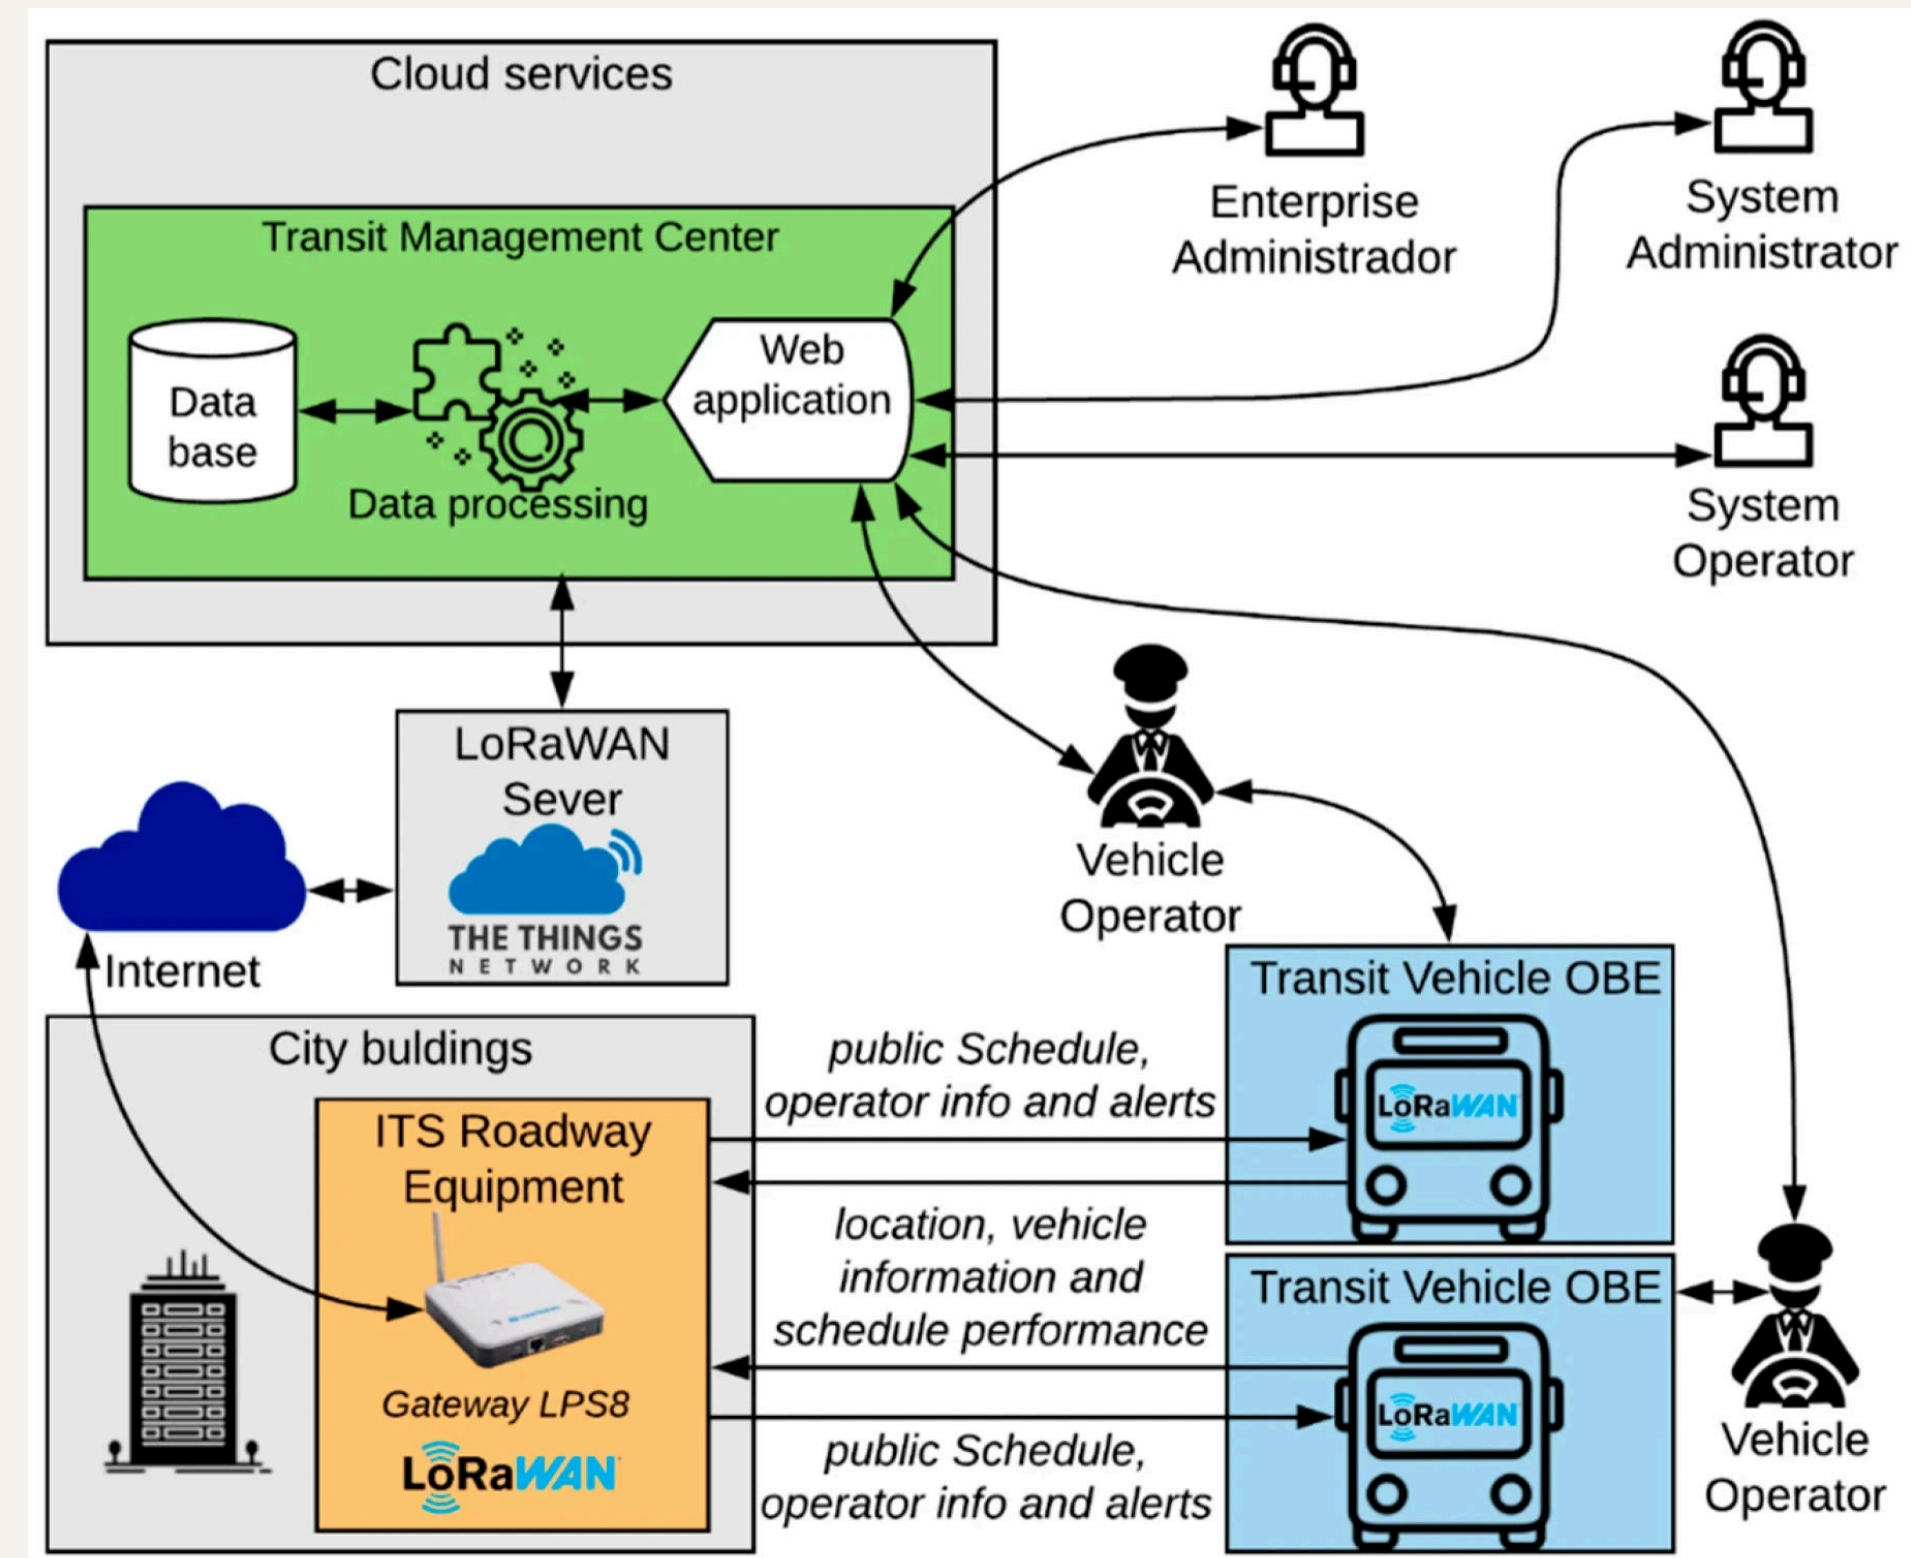 Cloud services
Transit Management Center
Data
base
Data processing
Web
application
Enterprise
Administrador
System
Administrator
System
Operator
LoRaWAN
Sever
THE THINGS
NETWORK
Internet
Vehicle
Operator
City buldings
ITS Roadway
Equipment
Gateway LPS8
LoRaWAN
public Schedule,
operator info and alerts
location, vehicle
information and
schedule performance
public Schedule,
operator info and alerts
Transit Vehicle OBE
LoRaWAN
Transit Vehicle OBE
LoRaWAN
Vehicle
Operator